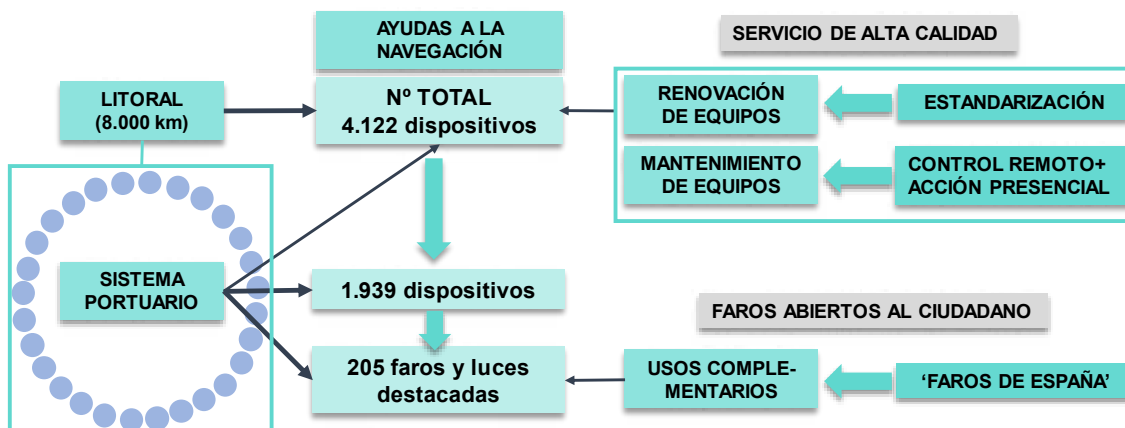 AYUDAS A LA
NAVEGACIÓN
SERVICIO DE ALTA CALIDAD
LITORAL
(8.000 km)
Nº TOTAL
4.122 dispositivos
RENOVACIÓN
DE EQUIPOS
ESTANDARIZACIÓN
MANTENIMIENTO
DE EQUIPOS
CONTROL REMOTO+
ACCIÓN PRESENCIAL
SISTEMA
PORTUARIO
1.939 dispositivos
FAROS ABIERTOS AL CIUDADANO
205 faros y luces
destacadas
USOS COMPLE-
MENTARIOS
‘FAROS DE ESPAÑA’